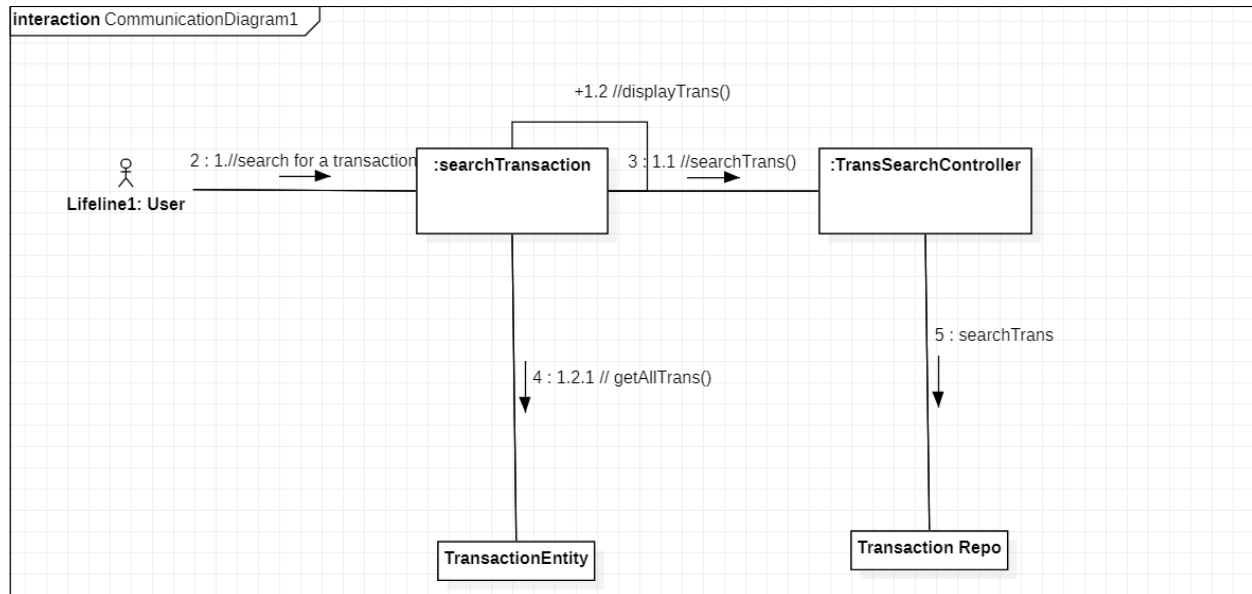 interaction CommunicationDiagram1
+1.2 //displayTrans()
2 : 1.//search for a transaction
:searchTransaction
3 : 1.1 //searchTrans()
:TransSearchController
Lifeline1: User
5 : searchTrans
4 : 1.2.1 // getAllTrans()
TransactionEntity
Transaction Repo